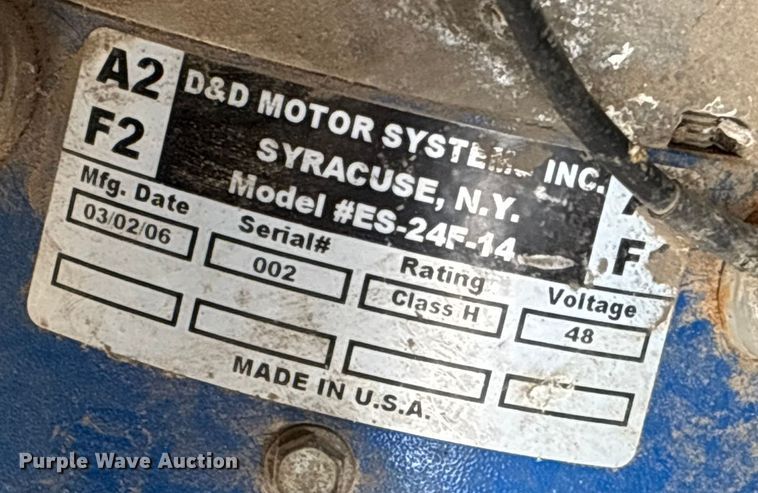 A2
F2
D&D MOTOR SYSTEMS INC.
SYRACUSE, N.Y.
Model #ES-24F-14
F
Mfg. Date Serial# Rating Voltage
03/02/06 002 Class H 48
MADE IN U.S.A.
Purple Wave Auction